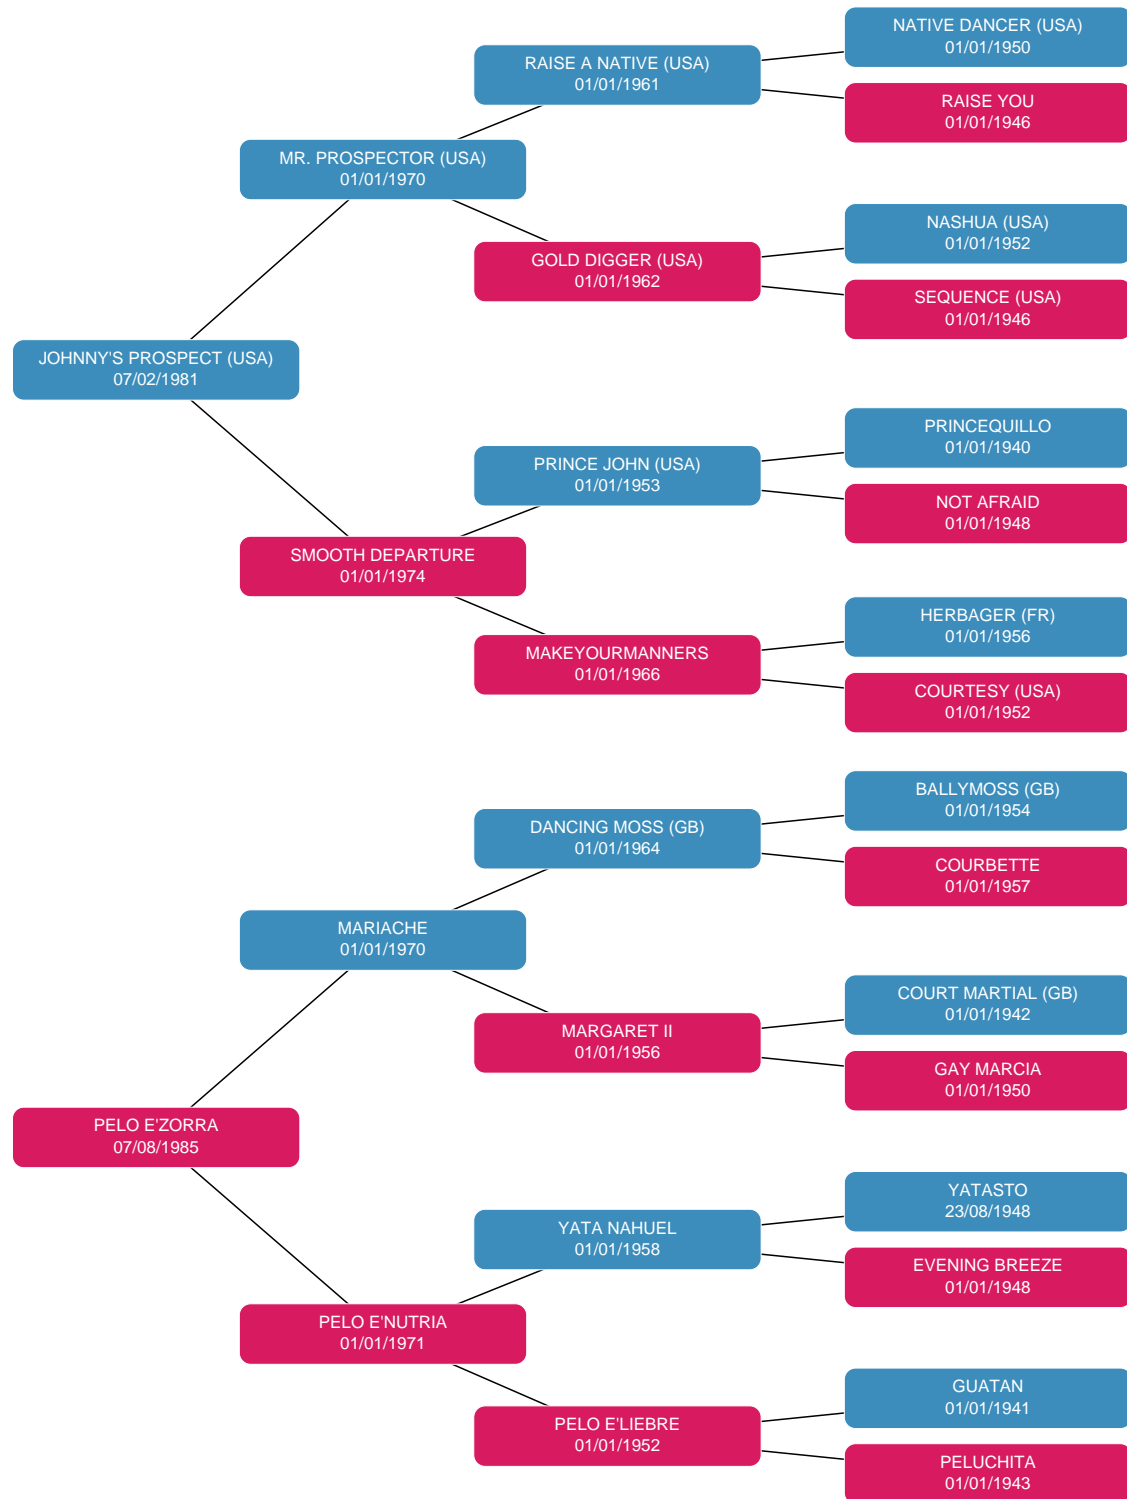 NATIVE DANCER (USA)
01/01/1950
RAISE A NATIVE (USA)
01/01/1961
RAISE YOU
01/01/1946
MR. PROSPECTOR (USA)
01/01/1970
NASHUA (USA)
01/01/1952
GOLD DIGGER (USA)
01/01/1962
SEQUENCE (USA)
01/01/1946
JOHNNY'S PROSPECT (USA)
07/02/1981
PRINCEQUILLO
01/01/1940
PRINCE JOHN (USA)
01/01/1953
NOT AFRAID
01/01/1948
SMOOTH DEPARTURE
01/01/1974
HERBAGER (FR)
01/01/1956
MAKEYOURMANNERS
01/01/1966
COURTESY (USA)
01/01/1952
BALLYMOSS (GB)
01/01/1954
DANCING MOSS (GB)
01/01/1964
COURBETTE
01/01/1957
MARIACHE
01/01/1970
COURT MARTIAL (GB)
01/01/1942
MARGARET II
01/01/1956
GAY MARCIA
01/01/1950
PELO E'ZORRA
07/08/1985
YATASTO
23/08/1948
YATA NAHUEL
01/01/1958
EVENING BREEZE
01/01/1948
PELO E'NUTRIA
01/01/1971
GUATAN
01/01/1941
PELO E'LIEBRE
01/01/1952
PELUCHITA
01/01/1943